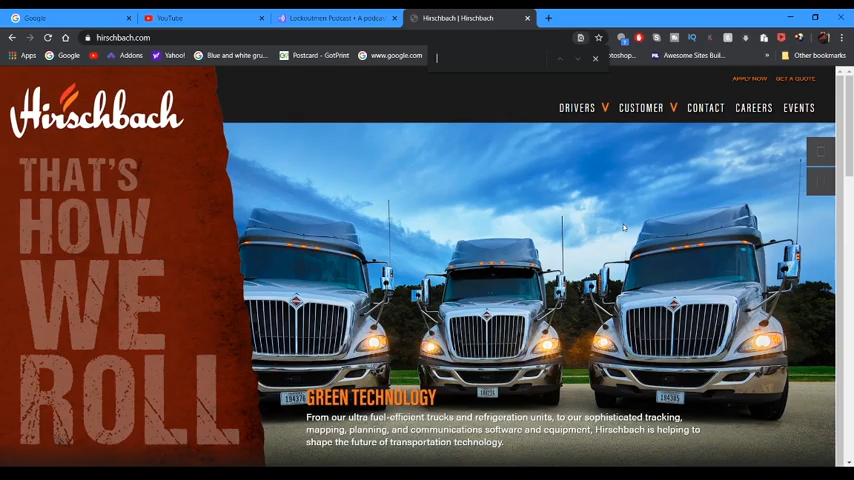 Google
YouTube
Lockoutmen Podcast • A podca
Hirschbach | Hirschbach
hirschbach.com
Apps
Google
Addons
Yahoo!
Blue and white gru...
Postcard - GotPrint
www.google.com
otoshop...
Awesome Sites Buil...
Other bookmarks
APPLY NOW GET A QUOTE
Hirschbach
DRIVERS CUSTOMER CONTACT CAREERS EVENTS
THAT'S
HOW
WE
ROLL
GREEN TECHNOLOGY
From our ultra fuel-efficient trucks and refrigeration units, to our sophisticated tracking,
mapping, planning, and communications software and equipment, Hirschbach is helping to
shape the future of transportation technology.
194376
194385